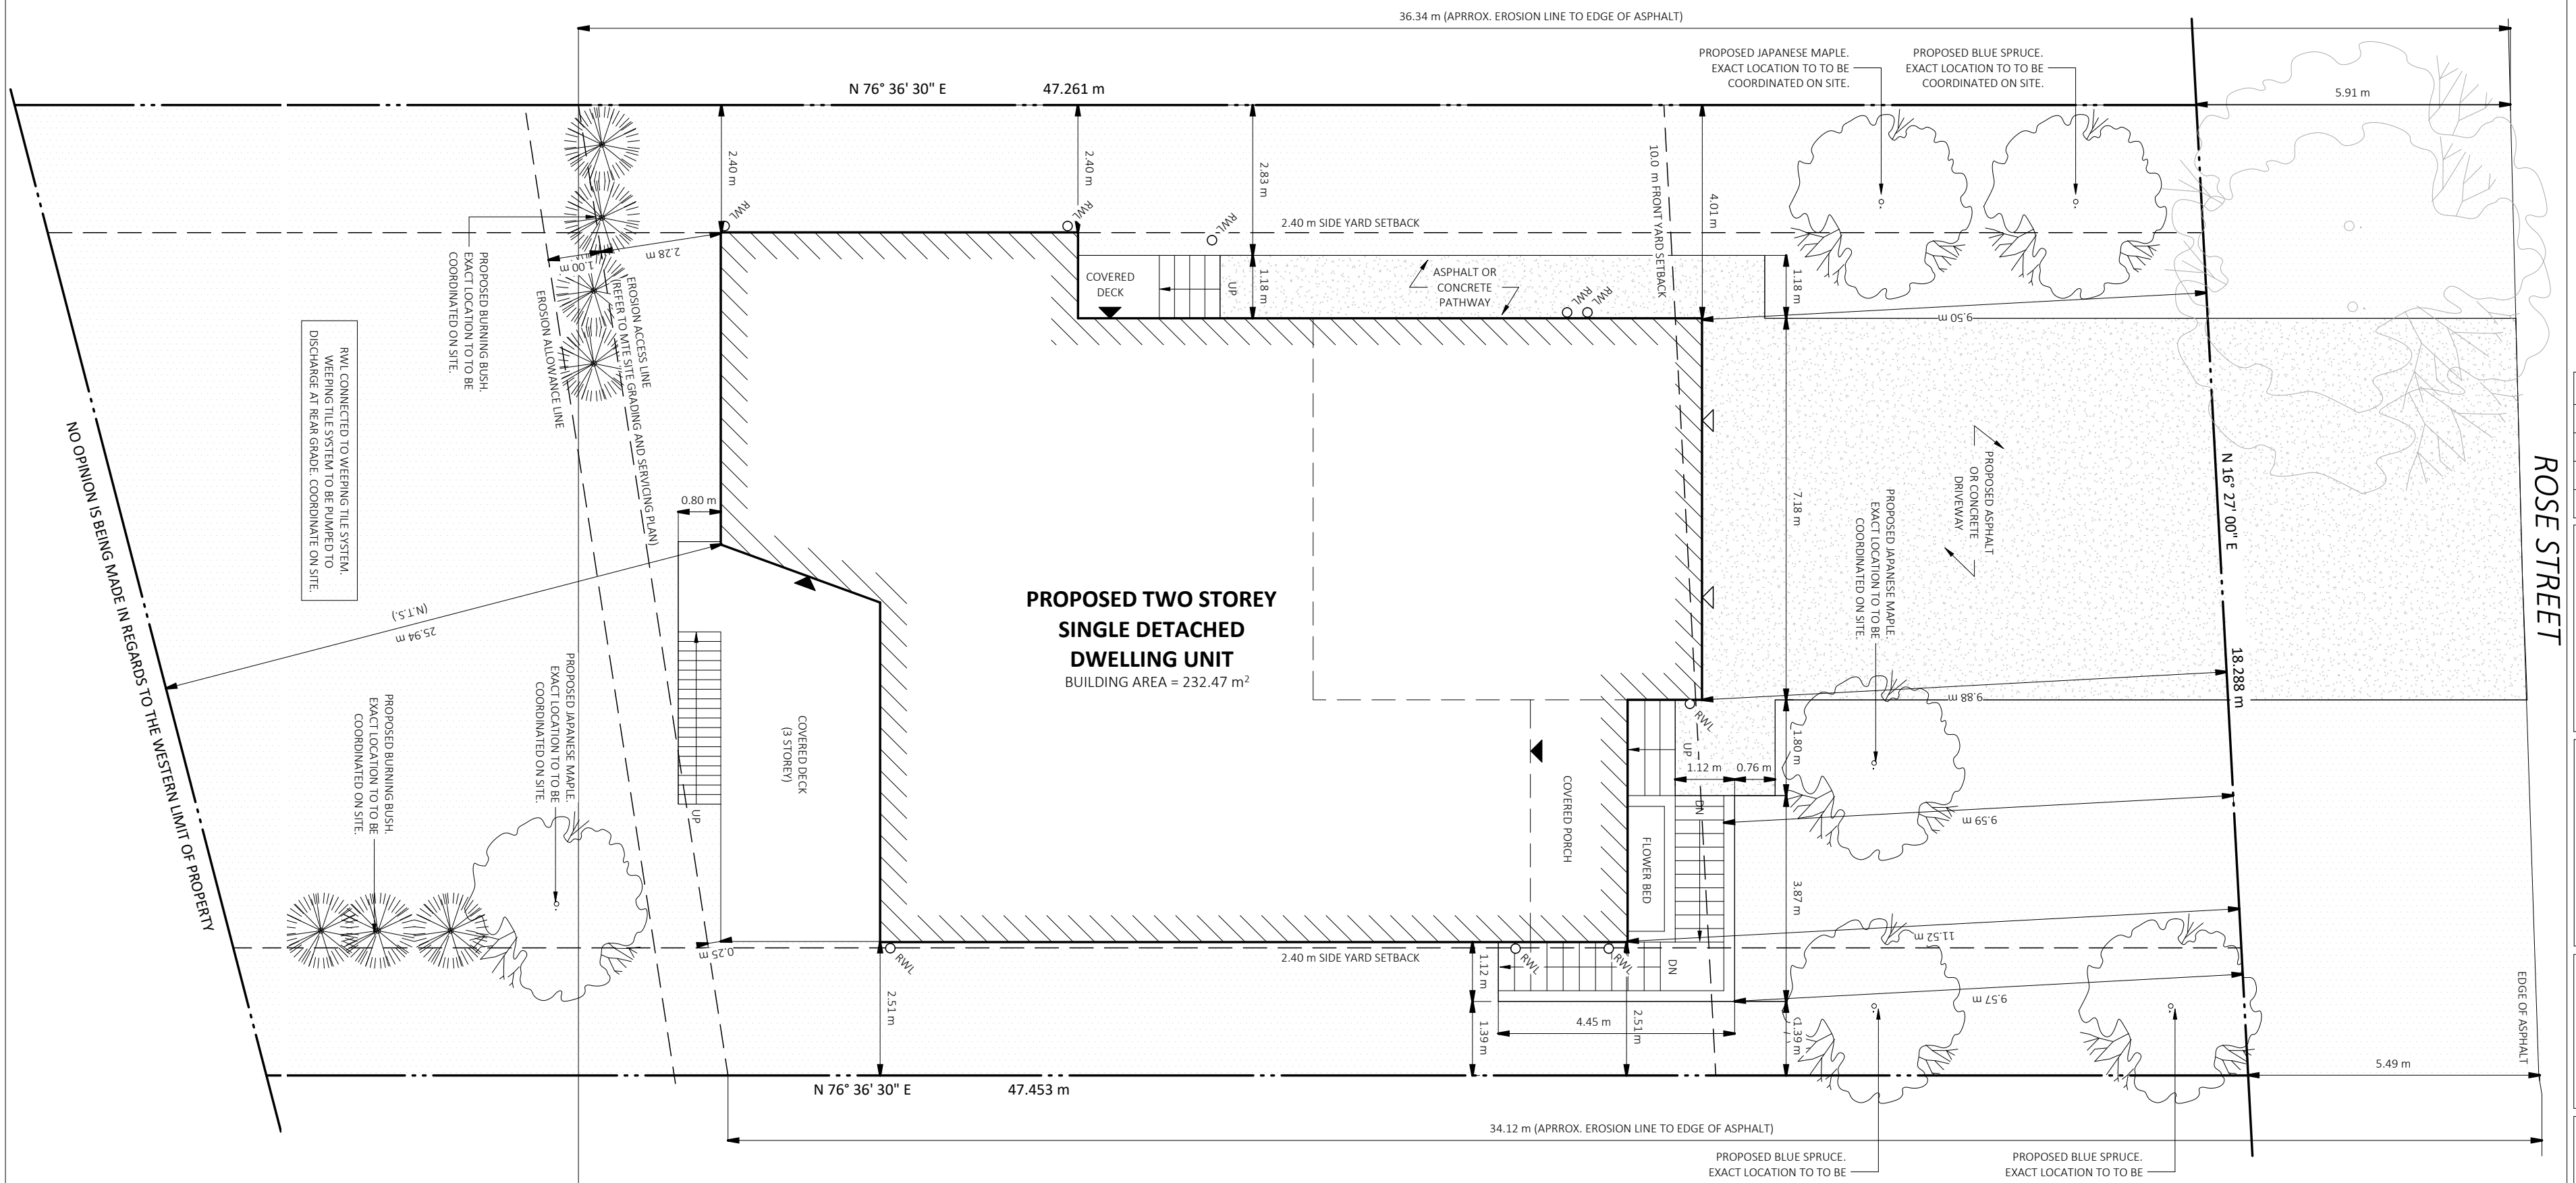 36.34 m (APRROX. EROSION LINE TO EDGE OF ASPHALT)
PROPOSED JAPANESE MAPLE.
EXACT LOCATION TO TO BE
COORDINATED ON SITE.
PROPOSED BLUE SPRUCE.
EXACT LOCATION TO TO BE
COORDINATED ON SITE.
N 76° 36' 30" E
47.261 m
5.91 m
2.40 m
2.40 m
2.83 m
10.0 m FRONT YARD SETBACK
4.01 m
RWL
RWL
RWL
2.40 m SIDE YARD SETBACK
2.28 m
1.00 m
PROPOSED BURNING BUSH.
EXACT LOCATION TO TO BE
COORDINATED ON SITE.
EROSION ALLOWANCE LINE
EROSION ACCESS LINE
(REFER TO MTE SITE GRADING AND SERVICING PLAN)
COVERED
DECK
UP
1.18 m
ASPHALT OR
CONCRETE
PATHWAY
RWL
RWL
1.18 m
9.50 m
RWL CONNECTED TO WEEPING TILE SYSTEM.
WEEPING TILE SYSTEM TO BE PUMPED TO
DISCHARGE AT REAR GRADE. COORDINATE ON SITE.
NO OPINION IS BEING MADE IN REGARDS TO THE WESTERN LIMIT OF PROPERTY
0.80 m
(N.T.S.)
25.94 m
PROPOSED TWO STOREY
SINGLE DETACHED
DWELLING UNIT
BUILDING AREA = 232.47 m²
7.18 m
PROPOSED ASPHALT
OR CONCRETE
DRIVEWAY
PROPOSED JAPANESE MAPLE.
EXACT LOCATION TO TO BE
COORDINATED ON SITE.
N 16° 27' 00" E
18.288 m
ROSE STREET
9.88 m
RWL
UP
1.80 m
1.12 m
0.76 m
DN
9.59 m
COVERED PORCH
FLOWER BED
3.87 m
COVERED DECK
(3 STOREY)
UP
PROPOSED JAPANESE MAPLE.
EXACT LOCATION TO TO BE
COORDINATED ON SITE.
PROPOSED BURNING BUSH.
EXACT LOCATION TO TO BE
COORDINATED ON SITE.
0.25 m
RWL
2.40 m SIDE YARD SETBACK
1.12 m
RWL
RWL
DN
11.52 m
9.57 m
2.51 m
1.39 m
4.45 m
2.51 m
1.39 m
EDGE OF ASPHALT
5.49 m
N 76° 36' 30" E
47.453 m
34.12 m (APRROX. EROSION LINE TO EDGE OF ASPHALT)
PROPOSED BLUE SPRUCE.
EXACT LOCATION TO TO BE
PROPOSED BLUE SPRUCE.
EXACT LOCATION TO TO BE